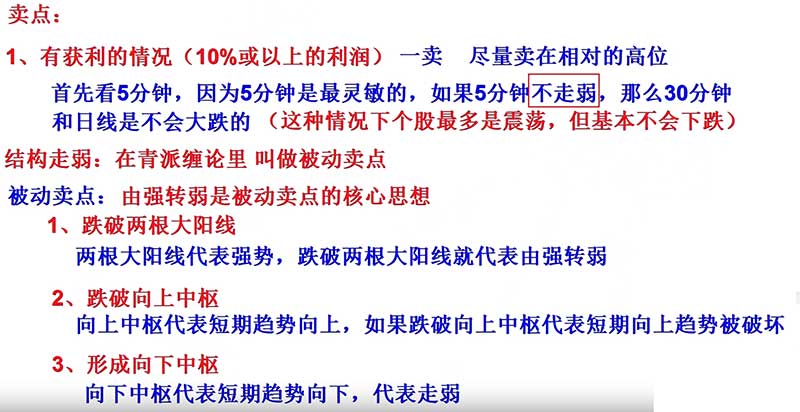 卖点：
1、有获利的情况（10%或以上的利润） 一卖 尽量卖在相对的高位
首先看5分钟，因为5分钟是最灵敏的，如果5分钟不走弱，那么30分钟
和日线是不会大跌的（这种情况下个股最多是震荡，但基本不会下跌）
结构走弱：在青派缠论里 叫做被动卖点
被动卖点：由强转弱是被动卖点的核心思想
1、跌破两根大阳线
两根大阳线代表强势，跌破两根大阳线就代表由强转弱
2、跌破向上中枢
向上中枢代表短期趋势向上，如果跌破向上中枢代表短期向上趋势被破坏
3、形成向下中枢
向下中枢代表短期趋势向下，代表走弱